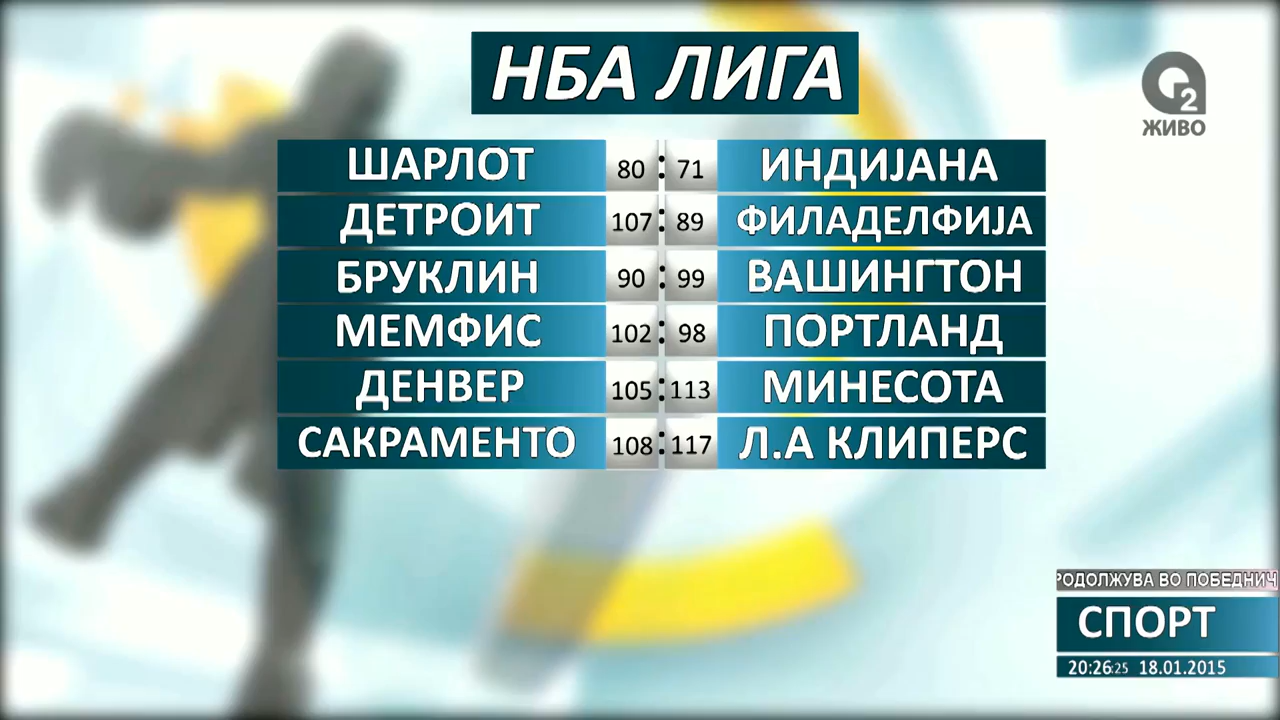 НБА ЛИГА
2
ЖИВО
ШАРЛОТ 80 : 71 ИНДИЈАНА
ДЕТРОИТ 107 : 89 ФИЛАДЕЛФИЈА
БРУКЛИН 90 : 99 ВАШИНГТОН
МЕМФИС 102 : 98 ПОРТЛАНД
ДЕНВЕР 105 : 113 МИНЕСОТА
САКРАМЕНТО 108 : 117 Л.А КЛИПЕРС
РОДОЛЖУВА ВО ПОБЕДНИЧ
СПОРТ
20:26:25 18.01.2015